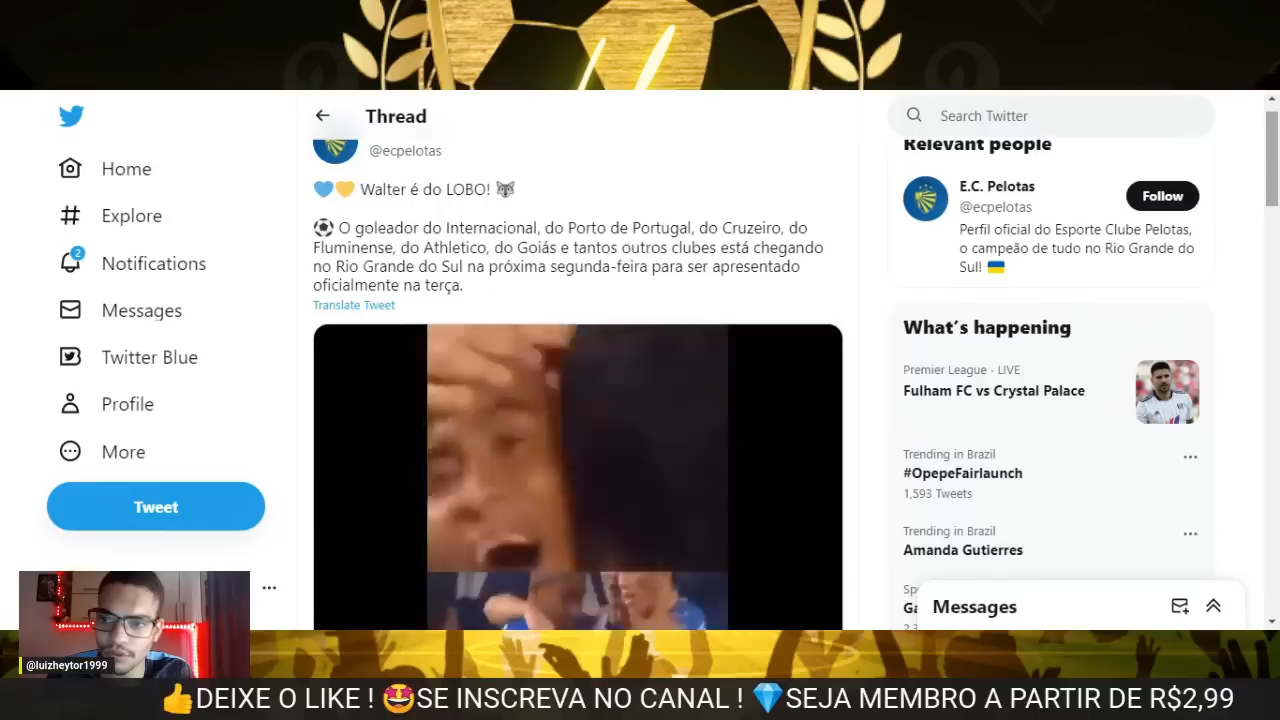 Thread
@ecpelotas
💙💛 Walter é do LOBO! 🐺
⚽ O goleador do Internacional, do Porto de Portugal, do Cruzeiro, do
Fluminense, do Athletico, do Goiás e tantos outros clubes está chegando
no Rio Grande do Sul na próxima segunda-feira para ser apresentado
oficialmente na terça.
Translate Tweet
Home
Explore
2
Notifications
Messages
Twitter Blue
Profile
More
Tweet
Search Twitter
Relevant people
E.C. Pelotas
@ecpelotas
Follow
Perfil oficial do Esporte Clube Pelotas,
o campeão de tudo no Rio Grande do
Sul!
What's happening
Premier League · LIVE
Fulham FC vs Crystal Palace
Trending in Brazil
#OpepeFairlaunch
1,593 Tweets
Trending in Brazil
Amanda Gutierres
Messages
@luizheytor1999
👍DEIXE O LIKE ! 🤩SE INSCREVA NO CANAL ! 💎SEJA MEMBRO A PARTIR DE R$2,99